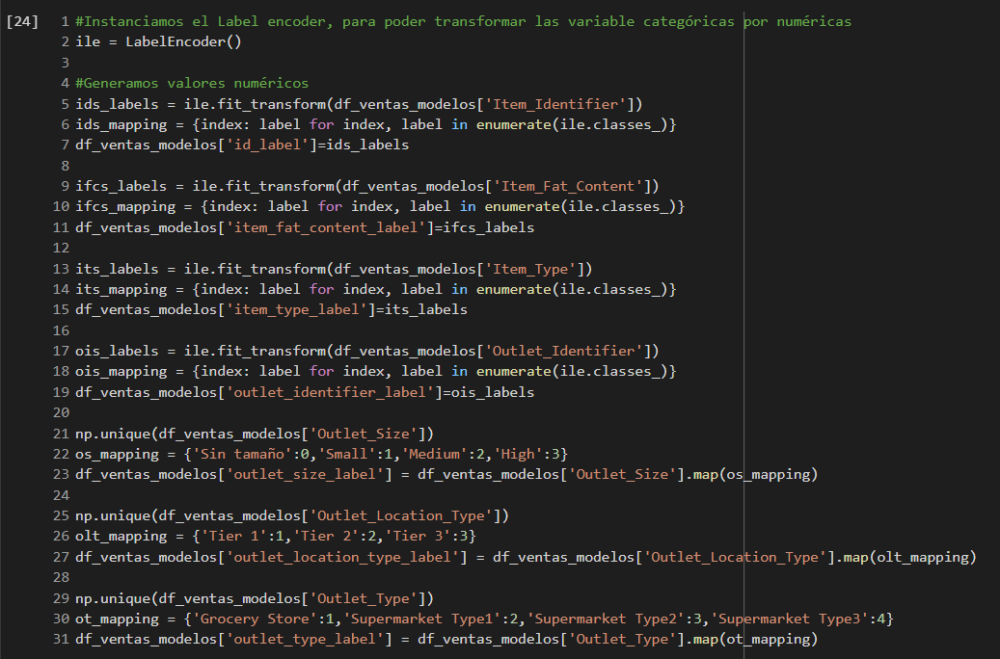 [24] 1 #Instanciamos el Label encoder, para poder transformar las variable categóricas por numéricas
2 ile = LabelEncoder()
3
4 #Generamos valores numéricos
5 ids_labels = ile.fit_transform(df_ventas_modelos['Item_Identifier'])
6 ids_mapping = {index: label for index, label in enumerate(ile.classes_)}
7 df_ventas_modelos['id_label']=ids_labels
8
9 ifcs_labels = ile.fit_transform(df_ventas_modelos['Item_Fat_Content'])
10 ifcs_mapping = {index: label for index, label in enumerate(ile.classes_)}
11 df_ventas_modelos['item_fat_content_label']=ifcs_labels
12
13 its_labels = ile.fit_transform(df_ventas_modelos['Item_Type'])
14 its_mapping = {index: label for index, label in enumerate(ile.classes_)}
15 df_ventas_modelos['item_type_label']=its_labels
16
17 ois_labels = ile.fit_transform(df_ventas_modelos['Outlet_Identifier'])
18 ois_mapping = {index: label for index, label in enumerate(ile.classes_)}
19 df_ventas_modelos['outlet_identifier_label']=ois_labels
20
21 np.unique(df_ventas_modelos['Outlet_Size'])
22 os_mapping = {'Sin tamaño':0,'Small':1,'Medium':2,'High':3}
23 df_ventas_modelos['outlet_size_label'] = df_ventas_modelos['Outlet_Size'].map(os_mapping)
24
25 np.unique(df_ventas_modelos['Outlet_Location_Type'])
26 olt_mapping = {'Tier 1':1,'Tier 2':2,'Tier 3':3}
27 df_ventas_modelos['outlet_location_type_label'] = df_ventas_modelos['Outlet_Location_Type'].map(olt_mapping)
28
29 np.unique(df_ventas_modelos['Outlet_Type'])
30 ot_mapping = {'Grocery Store':1,'Supermarket Type1':2,'Supermarket Type2':3,'Supermarket Type3':4}
31 df_ventas_modelos['outlet_type_label'] = df_ventas_modelos['Outlet_Type'].map(ot_mapping)